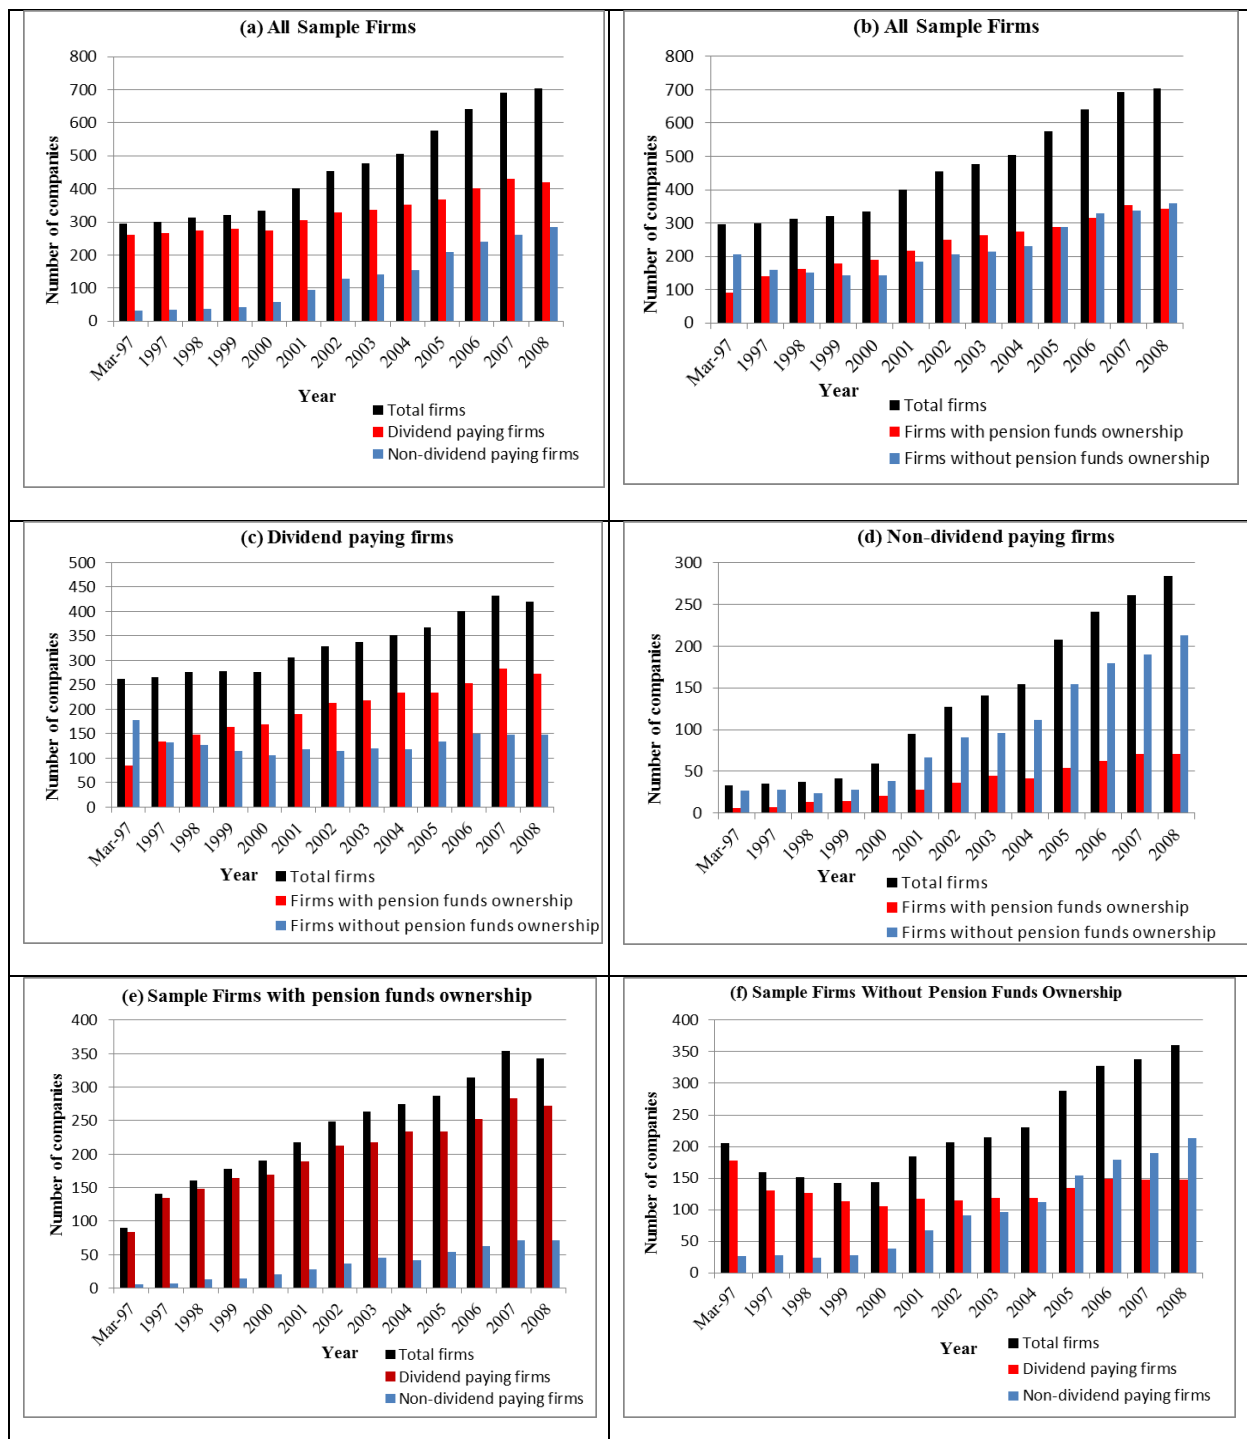 (a) All Sample Firms
800
700
600
500
400
300
200
100
0
Number of companies
Mar-97 1997 1998 1999 2000 2001 2002 2003 2004 2005 2006 2007 2008
Year
Total firms
Dividend paying firms
Non-dividend paying firms
(b) All Sample Firms
800
700
600
500
400
300
200
100
0
Number of companies
Mar-97 1997 1998 1999 2000 2001 2002 2003 2004 2005 2006 2007 2008
Year
Total firms
Firms with pension funds ownership
Firms without pension funds ownership
(c) Dividend paying firms
500
450
400
350
300
250
200
150
100
50
0
Number of companies
Mar-97 1997 1998 1999 2000 2001 2002 2003 2004 2005 2006 2007 2008
Year
Total firms
Firms with pension funds ownership
Firms without pension funds ownership
(d) Non-dividend paying firms
300
250
200
150
100
50
0
Number of companies
Mar-97 1997 1998 1999 2000 2001 2002 2003 2004 2005 2006 2007 2008
Year
Total firms
Firms with pension funds ownership
Firms without pension funds ownership
(e) Sample Firms with pension funds ownership
400
350
300
250
200
150
100
50
0
Number of companies
Mar-97 1997 1998 1999 2000 2001 2002 2003 2004 2005 2006 2007 2008
Year
Total firms
Dividend paying firms
Non-dividend paying firms
(f) Sample Firms Without Pension Funds Ownership
400
350
300
250
200
150
100
50
0
Number of companies
Mar-97 1997 1998 1999 2000 2001 2002 2003 2004 2005 2006 2007 2008
Year
Total firms
Dividend paying firms
Non-dividend paying firms